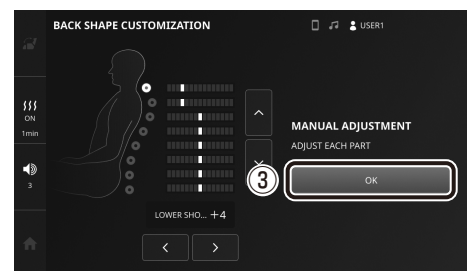 BACK SHAPE CUSTOMIZATION
USER1
ON
1min
3
MANUAL ADJUSTMENT
ADJUST EACH PART
3
OK
LOWER SHO... +4